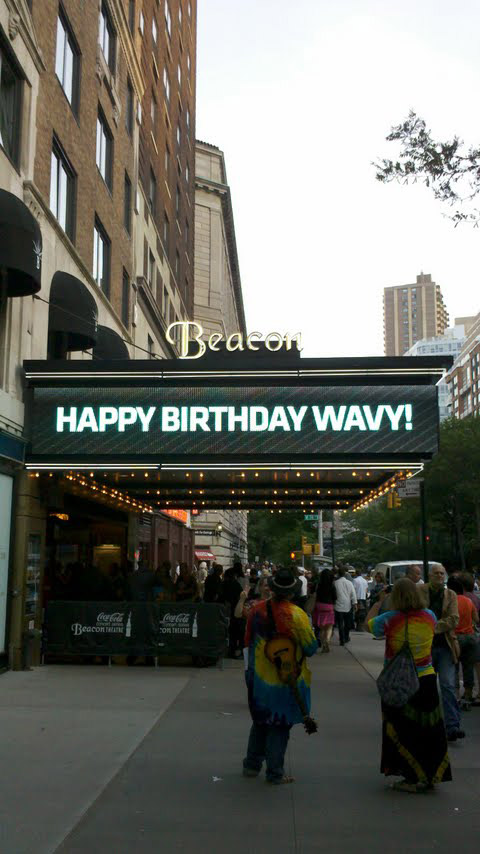 Beacon
HAPPY BIRTHDAY WAVY!
Coca-Cola
BEACON THEATRE
Coca-Cola
BEACON THEATRE